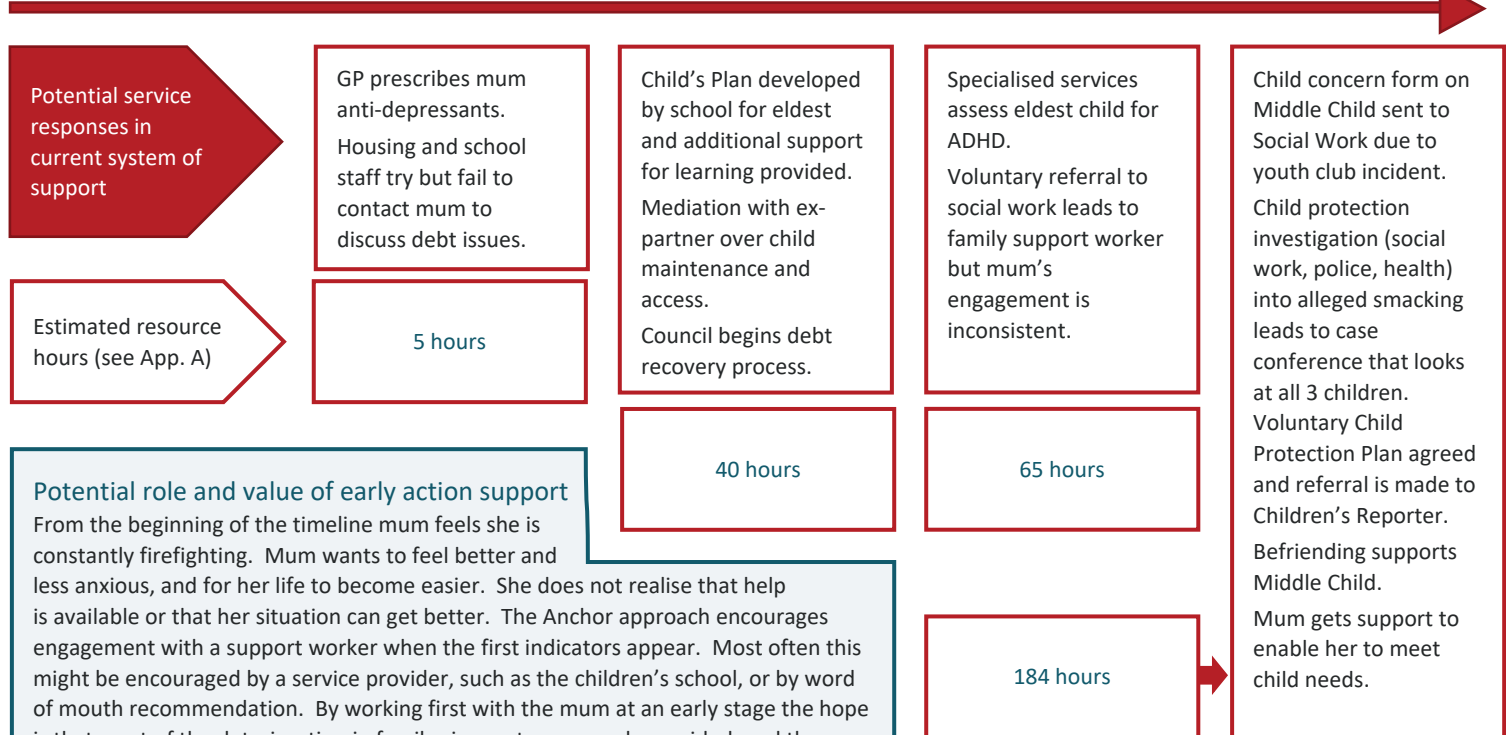 Potential service
responses in
current system of
support
GP prescribes mum
anti-depressants.
Housing and school
staff try but fail to
contact mum to
discuss debt issues.
Child’s Plan developed
by school for eldest
and additional support
for learning provided.
Mediation with ex-
partner over child
maintenance and
access.
Council begins debt
recovery process.
Specialised services
assess eldest child for
ADHD.
Voluntary referral to
social work leads to
family support worker
but mum’s
engagement is
inconsistent.
Child concern form on
Middle Child sent to
Social Work due to
youth club incident.
Child protection
investigation (social
work, police, health)
into alleged smacking
leads to case
conference that looks
at all 3 children.
Voluntary Child
Protection Plan agreed
and referral is made to
Children’s Reporter.
Befriending supports
Middle Child.
Mum gets support to
enable her to meet
child needs.
Estimated resource
hours (see App. A)
5 hours
40 hours
65 hours
184 hours
Potential role and value of early action support
From the beginning of the timeline mum feels she is
constantly firefighting. Mum wants to feel better and
less anxious, and for her life to become easier. She does not realise that help
is available or that her situation can get better. The Anchor approach encourages
engagement with a support worker when the first indicators appear. Most often this
might be encouraged by a service provider, such as the children’s school, or by word
of mouth recommendation. By working first with the mum at an early stage the hope